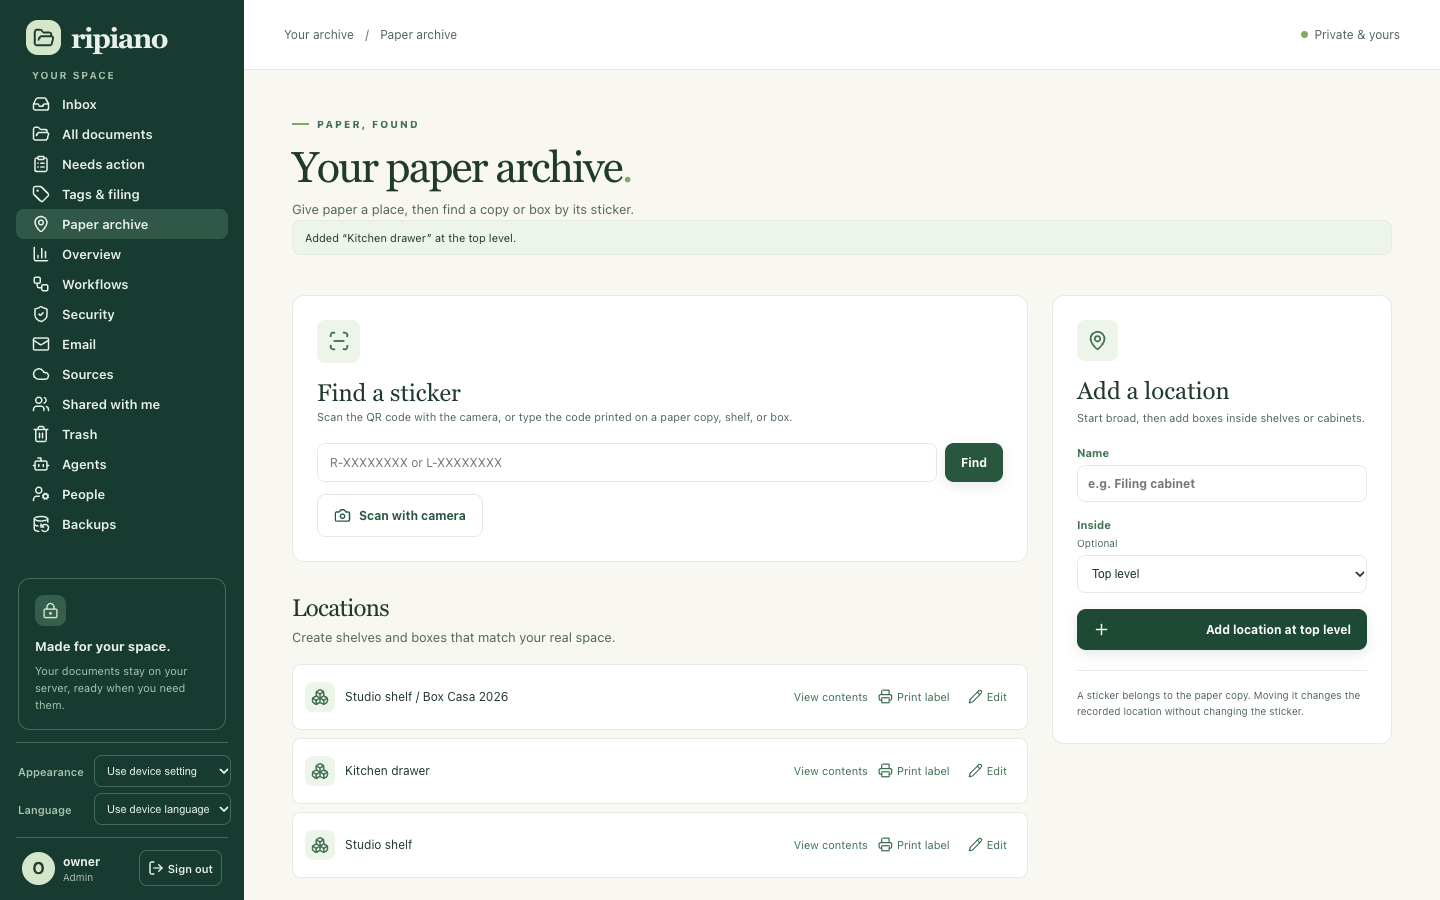 ripiano
YOUR SPACE
Inbox
All documents
Needs action
Tags & filing
Paper archive
Overview
Workflows
Security
Email
Sources
Shared with me
Trash
Agents
People
Backups
Made for your space.
Your documents stay on your
server, ready when you need
them.
Appearance Use device setting
Language Use device language
O owner
Admin
Sign out
Your archive / Paper archive
Private & yours
PAPER, FOUND
Your paper archive.
Give paper a place, then find a copy or box by its sticker.
Added “Kitchen drawer” at the top level.
Find a sticker
Scan the QR code with the camera, or type the code printed on a paper copy, shelf, or box.
R-XXXXXXXX or L-XXXXXXXX Find
Scan with camera
Locations
Create shelves and boxes that match your real space.
Studio shelf / Box Casa 2026 View contents Print label Edit
Kitchen drawer View contents Print label Edit
Studio shelf View contents Print label Edit
Add a location
Start broad, then add boxes inside shelves or cabinets.
Name
e.g. Filing cabinet
Inside
Optional
Top level
Add location at top level
A sticker belongs to the paper copy. Moving it changes the
recorded location without changing the sticker.